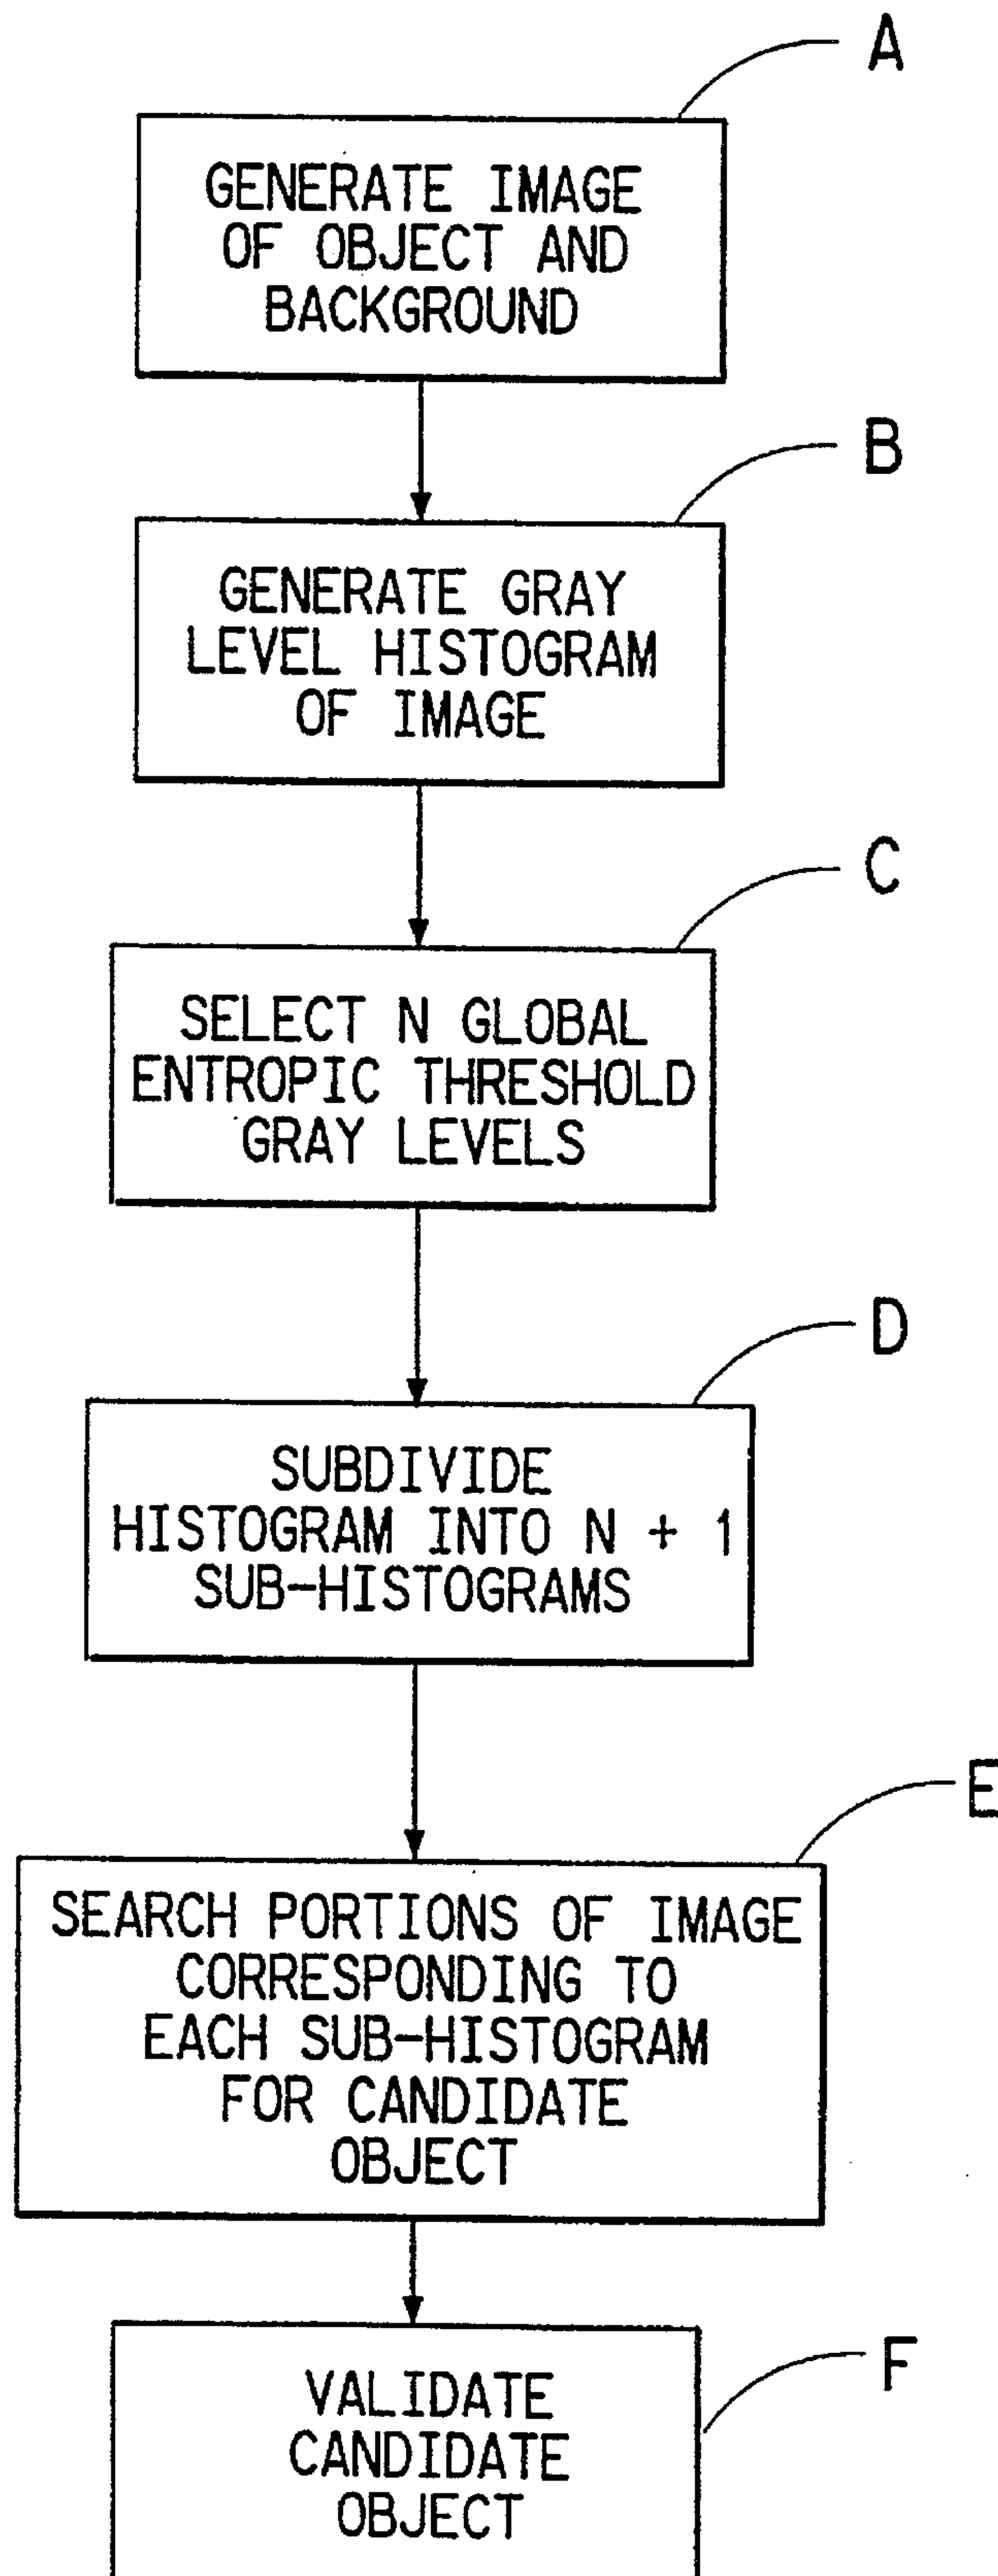 A
GENERATE IMAGE
OF OBJECT AND
BACKGROUND
B
GENERATE GRAY
LEVEL HISTOGRAM
OF IMAGE
C
SELECT N GLOBAL
ENTROPIC THRESHOLD
GRAY LEVELS
D
SUBDIVIDE
HISTOGRAM INTO N + 1
SUB-HISTOGRAMS
E
SEARCH PORTIONS OF IMAGE
CORRESPONDING TO
EACH SUB-HISTOGRAM
FOR CANDIDATE
OBJECT
F
VALIDATE
CANDIDATE
OBJECT